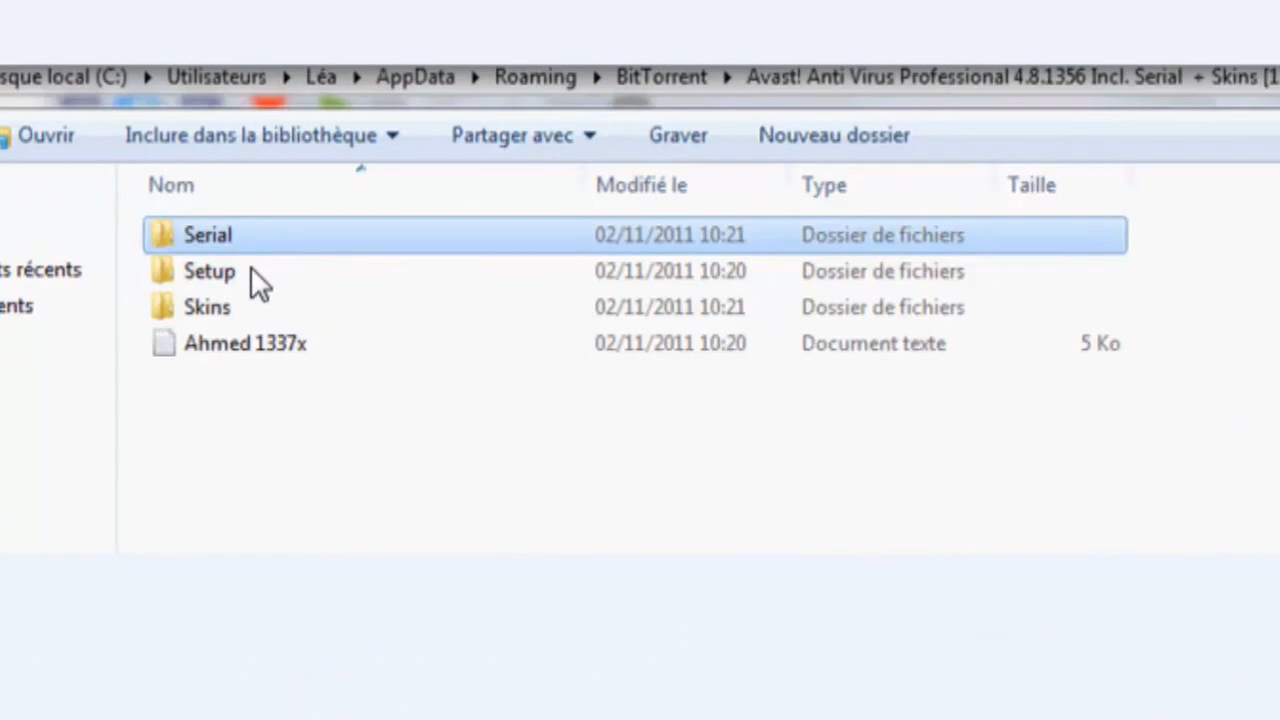 sque local (C:) ▸ Utilisateurs ▸ Léa ▸ AppData ▸ Roaming ▸ BitTorrent ▸ Avast! Anti Virus Professional 4.8.1356 Incl. Serial + Skins [1
Ouvrir Inclure dans la bibliothèque Partager avec Graver Nouveau dossier
Nom Modifié le Type Taille
Serial 02/11/2011 10:21 Dossier de fichiers
ts récents Setup 02/11/2011 10:20 Dossier de fichiers
ents Skins 02/11/2011 10:21 Dossier de fichiers
Ahmed 1337x 02/11/2011 10:20 Document texte 5 Ko